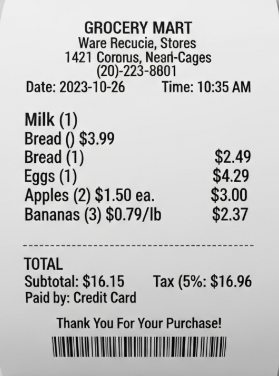 GROCERY MART
Ware Recucie, Stores
1421 Coronus, Nean-Cages
(20)-223-8801
Date: 2023-10-26 Time: 10:35 AM
Milk (1)
Bread () $3.99
Bread (1) $2.49
Eggs (1) $4.29
Apples (2) $1.50 ea. $3.00
Bananas (3) $0.79/lb $2.37
TOTAL
Subtotal: $16.15 Tax (5%: $16.96
Paid by: Credit Card
Thank You For Your Purchase!